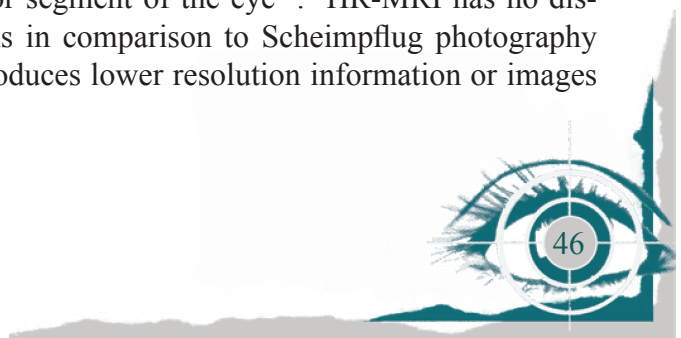 or segment of the eye . HR-MRI has no dis-
s in comparison to Scheimpflug photography
oduces lower resolution information or images
46